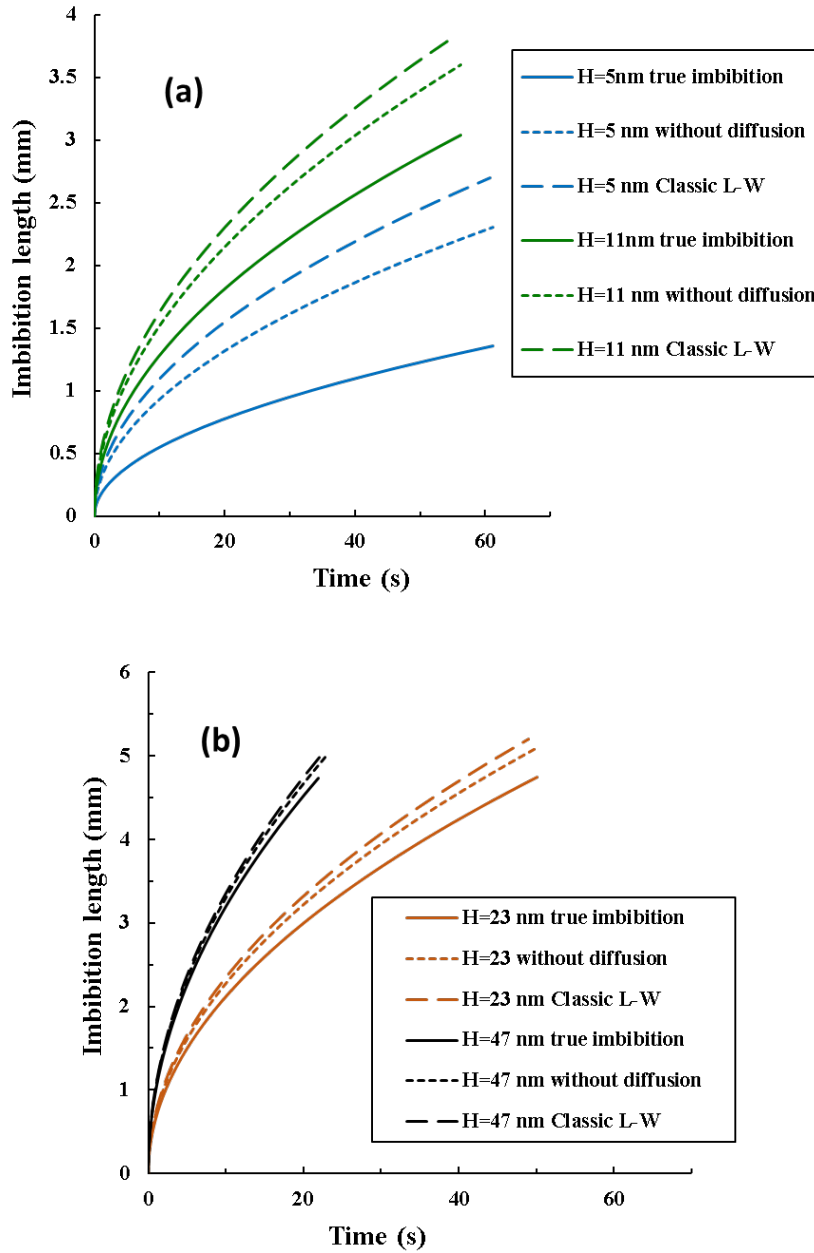 (a)
Imbibition length (mm)
4
3.5
3
2.5
2
1.5
1
0.5
0
0
20
40
60
Time (s)
H=5nm true imbibition
H=5 nm without diffusion
H=5 nm Classic L-W
H=11nm true imbibition
H=11 nm without diffusion
H=11 nm Classic L-W
(b)
Imbibition length (mm)
6
5
4
3
2
1
0
0
20
40
60
Time (s)
H=23 nm true imbibition
H=23 without diffusion
H=23 nm Classic L-W
H=47 nm true imbibition
H=47 nm without diffusion
H=47 nm Classic L-W